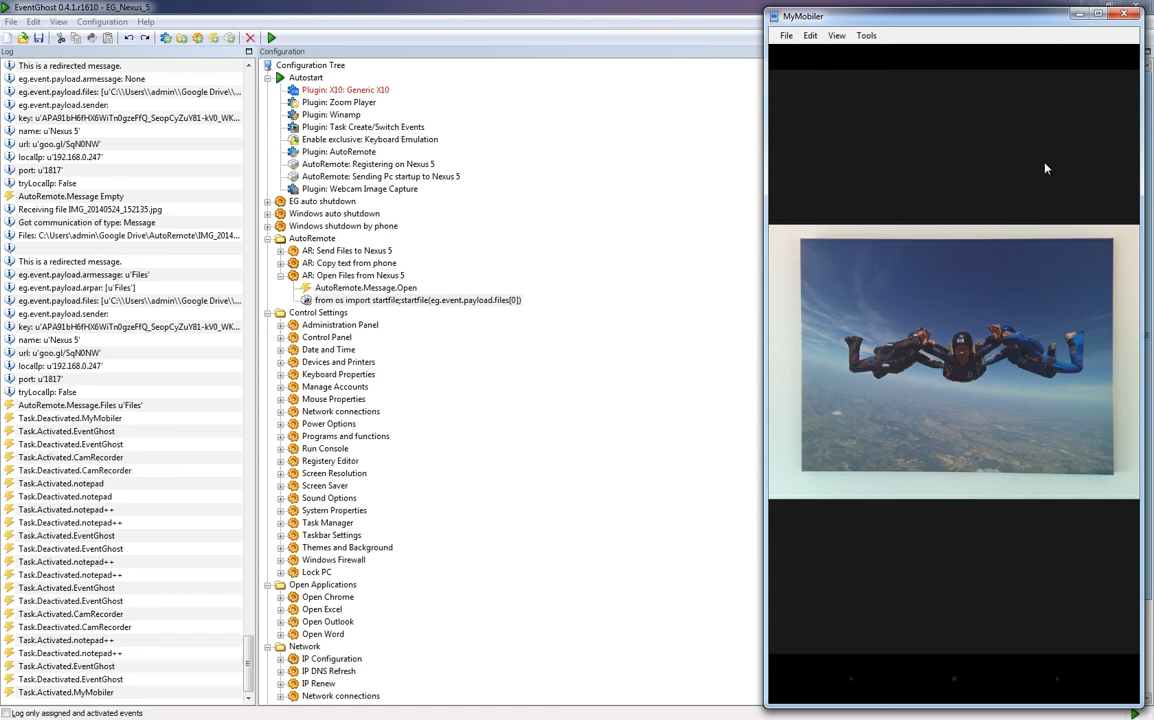 EventGhost 0.4.1.r1610 - EG_Nexus_5
File Edit View Configuration Help
Log
This is a redirected message.
eg.event.payload.armessage: None
eg.event.payload.files: [u'C:\\Users\\admin\\Google Drive\\...
eg.event.payload.sender:
key: u'APA91bH6fHX6WiTn0gzeFfQ_SeopCyZuY81-kV0_WK...
name: u'Nexus 5'
url: u'goo.gl/SqN0NW'
localIp: u'192.168.0.247'
port: u'1817'
tryLocalIp: False
AutoRemote.Message Empty
Receiving file IMG_20140524_152135.jpg
Got communication of type: Message
Files: C:\Users\admin\Google Drive\AutoRemote\IMG_2014...
This is a redirected message.
eg.event.payload.armessage: u'Files'
eg.event.payload.arpar: [u'Files']
eg.event.payload.files: [u'C:\\Users\\admin\\Google Drive\\...
eg.event.payload.sender:
key: u'APA91bH6fHX6WiTn0gzeFfQ_SeopCyZuY81-kV0_WK...
name: u'Nexus 5'
url: u'goo.gl/SqN0NW'
localIp: u'192.168.0.247'
port: u'1817'
tryLocalIp: False
AutoRemote.Message.Files u'Files'
Task.Deactivated.MyMobiler
Task.Activated.EventGhost
Task.Deactivated.EventGhost
Task.Activated.CamRecorder
Task.Deactivated.CamRecorder
Task.Activated.notepad
Task.Deactivated.notepad
Task.Activated.notepad++
Task.Deactivated.notepad++
Task.Activated.EventGhost
Task.Deactivated.EventGhost
Task.Activated.notepad++
Task.Deactivated.notepad++
Task.Activated.EventGhost
Task.Deactivated.EventGhost
Task.Activated.CamRecorder
Task.Deactivated.CamRecorder
Task.Activated.notepad++
Task.Deactivated.notepad++
Task.Activated.EventGhost
Task.Deactivated.EventGhost
Task.Activated.MyMobiler
Log only assigned and activated events
Configuration
Configuration Tree
Autostart
Plugin: X10: Generic X10
Plugin: Zoom Player
Plugin: Winamp
Plugin: Task Create/Switch Events
Enable exclusive: Keyboard Emulation
Plugin: AutoRemote
AutoRemote: Registering on Nexus 5
AutoRemote: Sending Pc startup to Nexus 5
Plugin: Webcam Image Capture
EG auto shutdown
Windows auto shutdown
Windows shutdown by phone
AutoRemote
AR: Send Files to Nexus 5
AR: Copy text from phone
AR: Open Files from Nexus 5
AutoRemote.Message.Open
from os import startfile;startfile(eg.event.payload.files[0])
Control Settings
Administration Panel
Control Panel
Date and Time
Devices and Printers
Keyboard Properties
Manage Accounts
Mouse Properties
Network connections
Power Options
Programs and functions
Run Console
Registery Editor
Screen Resolution
Screen Saver
Sound Options
System Properties
Task Manager
Taskbar Settings
Themes and Background
Windows Firewall
Lock PC
Open Applications
Open Chrome
Open Excel
Open Outlook
Open Word
Network
IP Configuration
IP DNS Refresh
IP Renew
Network connections
MyMobiler
File Edit View Tools